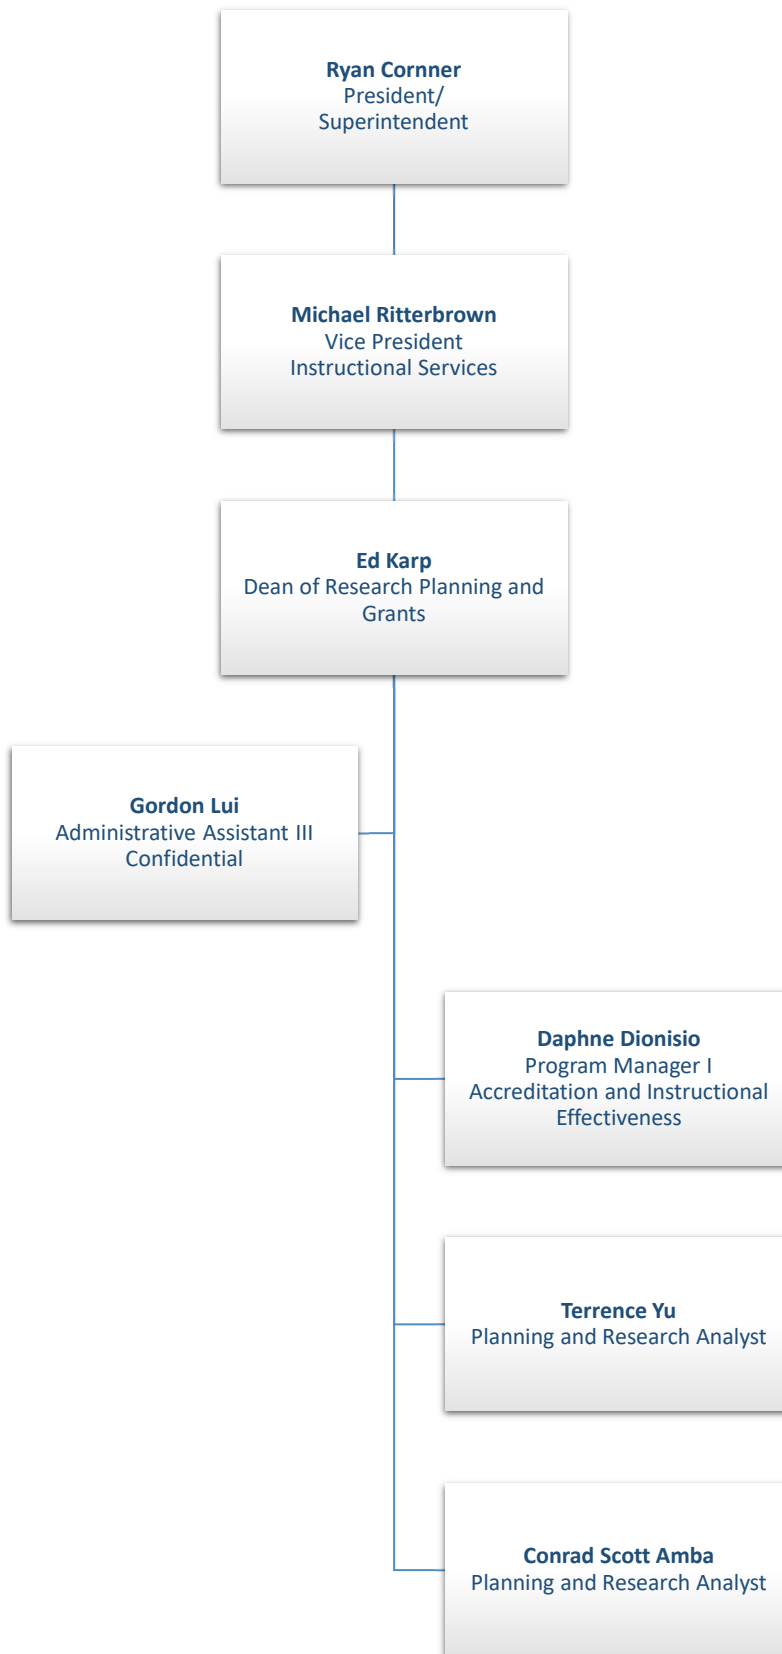 Ryan Cornner
President/
Superintendent
Michael Ritterbrown
Vice President
Instructional Services
Ed Karp
Dean of Research Planning and
Grants
Gordon Lui
Administrative Assistant III
Confidential
Daphne Dionisio
Program Manager I
Accreditation and Instructional
Effectiveness
Terrence Yu
Planning and Research Analyst
Conrad Scott Amba
Planning and Research Analyst